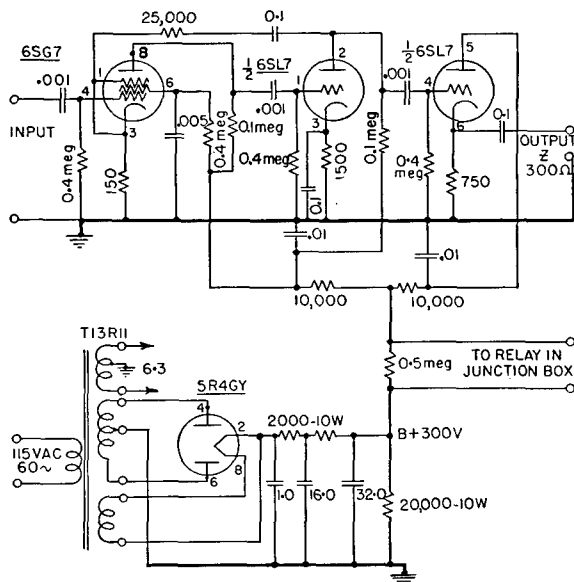 25,000
0.1
6SG7
8
½ 6SL7
2
½ 6SL7
5
.001
4
1
6
3
.001
1
3
.001
4
6
0.1
INPUT
.005
0.4 meg
0.1 meg
0.1 meg
OUTPUT
Z
300Ω
0.4 meg
150
0.4 meg
0.1
1500
0.4
meg
750
.01
.01
10,000
10,000
T13R11
6.3
5R4GY
0.5 meg
TO RELAY IN
JUNCTION BOX
4
2
2000-10W
B+300V
115VAC
60~
6
8
1.0
16.0
32.0
20,000-10W